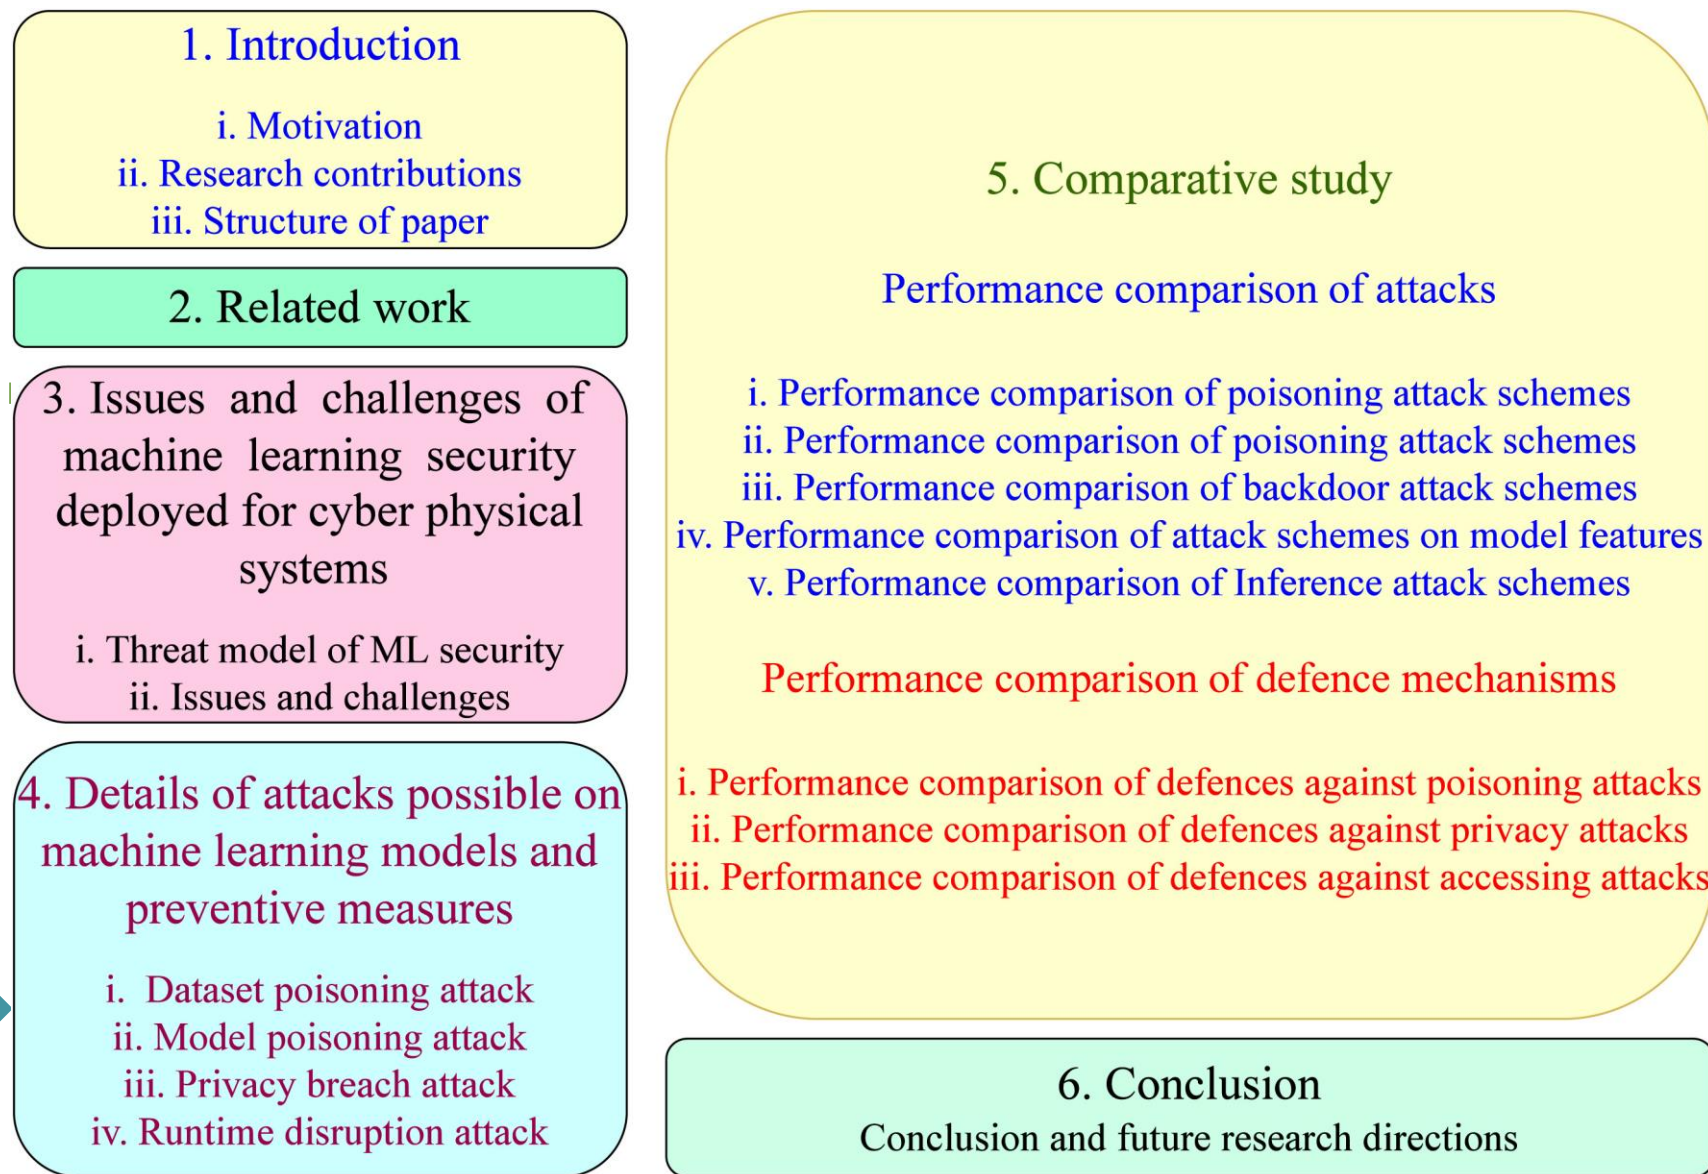 1. Introduction
i. Motivation
ii. Research contributions
iii. Structure of paper
2. Related work
3. Issues and challenges of
machine learning security
deployed for cyber physical
systems
i. Threat model of ML security
ii. Issues and challenges
4. Details of attacks possible on
machine learning models and
preventive measures
i. Dataset poisoning attack
ii. Model poisoning attack
iii. Privacy breach attack
iv. Runtime disruption attack
5. Comparative study
Performance comparison of attacks
i. Performance comparison of poisoning attack schemes
ii. Performance comparison of poisoning attack schemes
iii. Performance comparison of backdoor attack schemes
iv. Performance comparison of attack schemes on model features
v. Performance comparison of Inference attack schemes
Performance comparison of defence mechanisms
i. Performance comparison of defences against poisoning attacks
ii. Performance comparison of defences against privacy attacks
iii. Performance comparison of defences against accessing attacks
6. Conclusion
Conclusion and future research directions